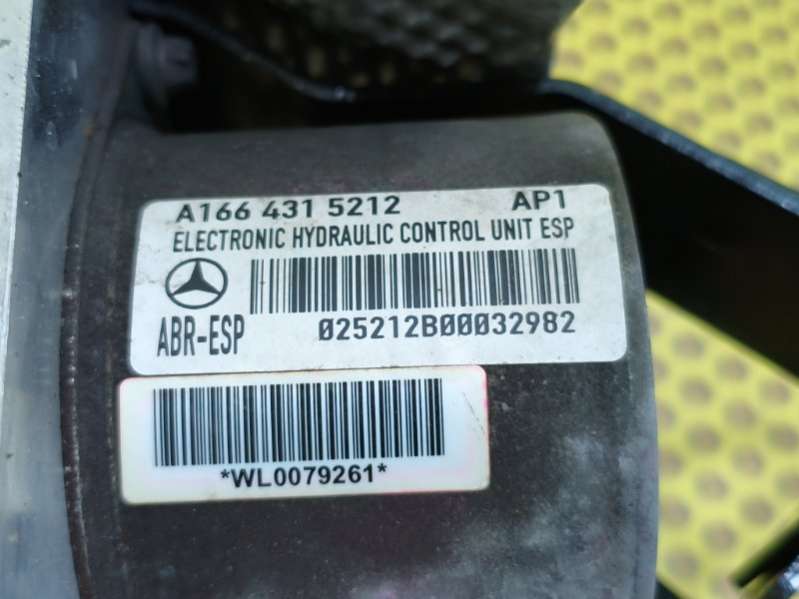 A166 431 5212 AP1
ELECTRONIC HYDRAULIC CONTROL UNIT ESP
ABR-ESP 025212B00032982
*WL0079261*